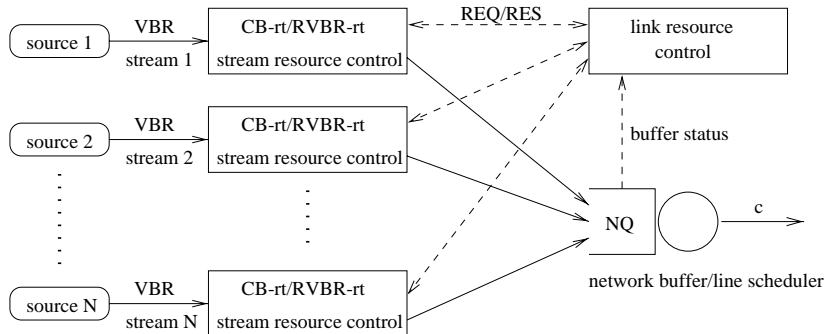 source 1
VBR
stream 1
CB-rt/RVBR-rt
stream resource control
REQ/RES
link resource
control
source 2
VBR
stream 2
CB-rt/RVBR-rt
stream resource control
buffer status
NQ
c
network buffer/line scheduler
source N
VBR
stream N
CB-rt/RVBR-rt
stream resource control